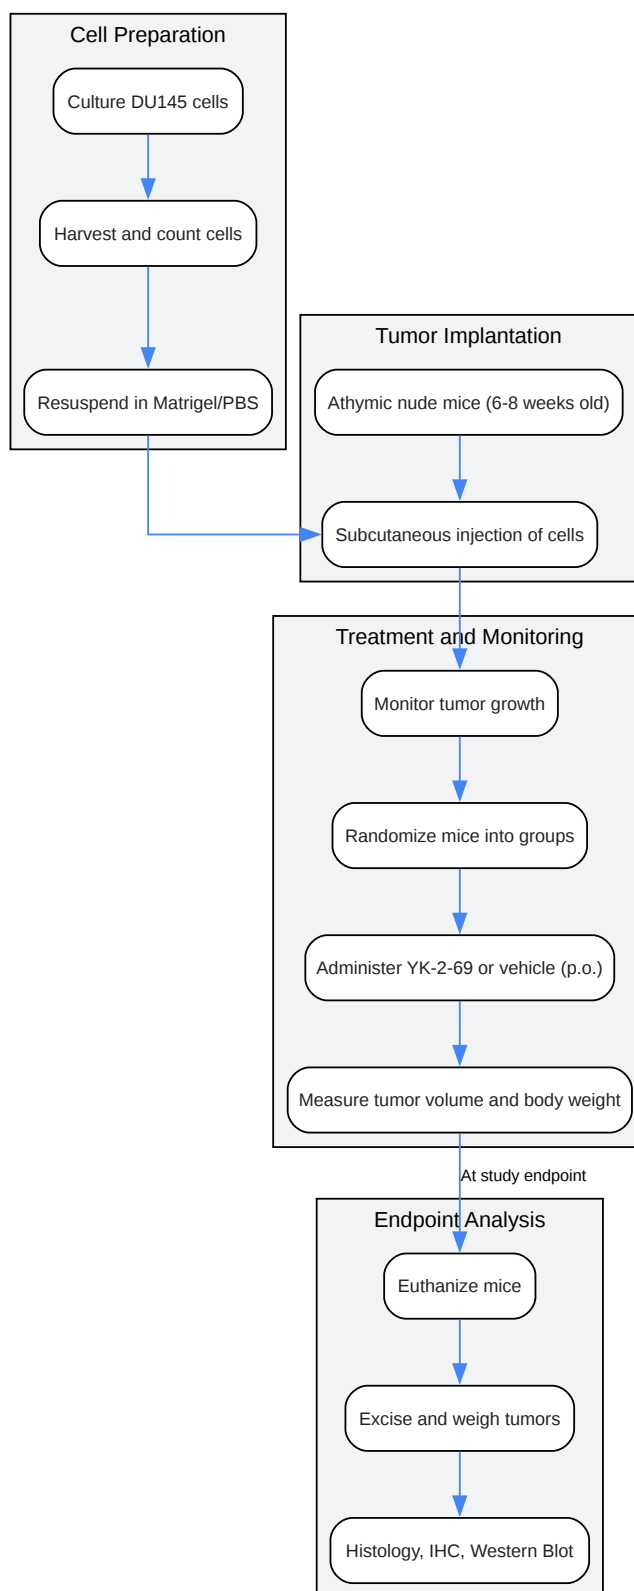 Cell Preparation
Culture DU145 cells
Harvest and count cells
Resuspend in Matrigel/PBS
Tumor Implantation
Athymic nude mice (6-8 weeks old)
Subcutaneous injection of cells
Treatment and Monitoring
Monitor tumor growth
Randomize mice into groups
Administer YK-2-69 or vehicle (p.o.)
Measure tumor volume and body weight
At study endpoint
Endpoint Analysis
Euthanize mice
Excise and weigh tumors
Histology, IHC, Western Blot